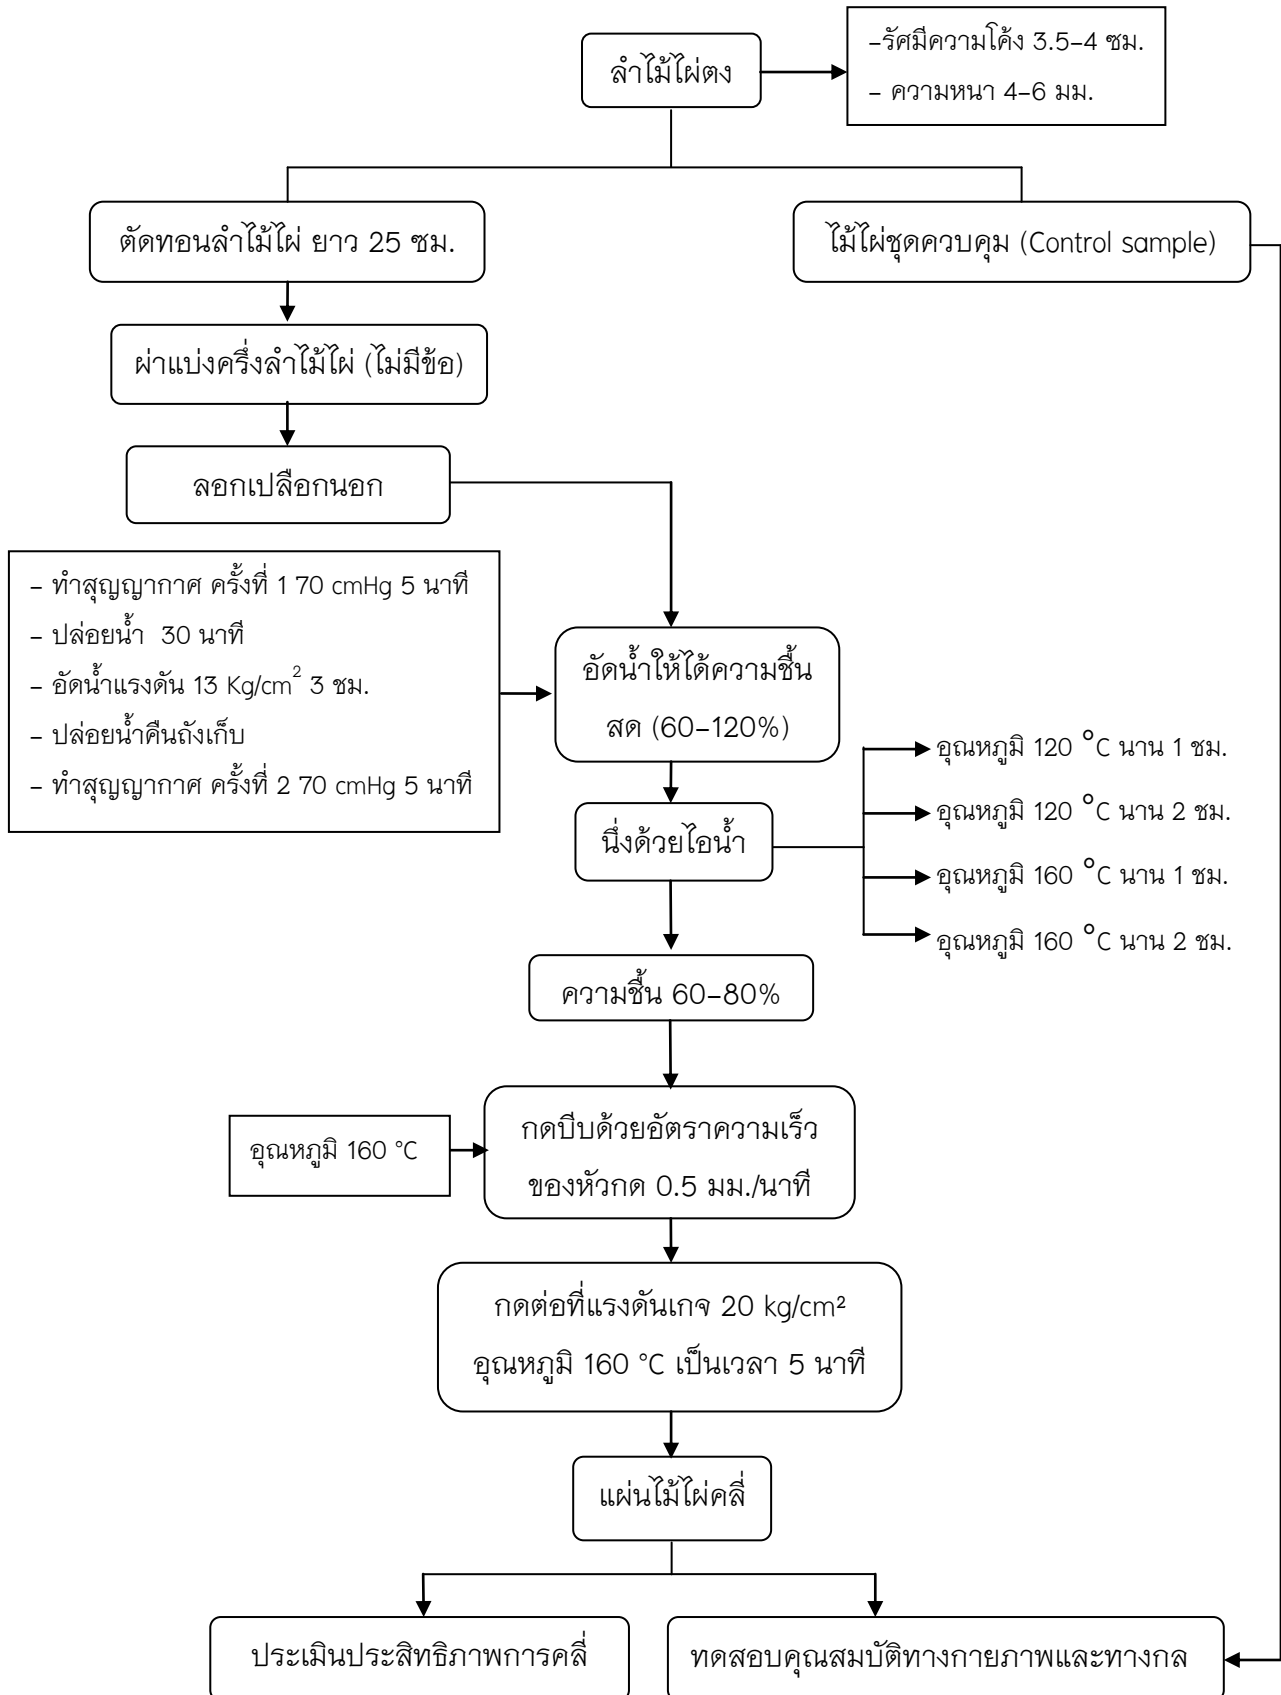 ลำไม้ไผ่ตง
-รัศมีความโค้ง 3.5-4 ซม.
- ความหนา 4-6 มม.
ตัดทอนลำไม้ไผ่ ยาว 25 ซม.
ไม้ไผ่ชุดควบคุม (Control sample)
ผ่าแบ่งครึ่งลำไม้ไผ่ (ไม่มีข้อ)
ลอกเปลือกนอก
- ทำสุญญากาศ ครั้งที่ 1 70 cmHg 5 นาที
- ปล่อยน้ำ 30 นาที
- อัดน้ำแรงดัน 13 Kg/cm² 3 ชม.
- ปล่อยน้ำคืนถังเก็บ
- ทำสุญญากาศ ครั้งที่ 2 70 cmHg 5 นาที
อัดน้ำให้ได้ความชื้น
สด (60-120%)
นึ่งด้วยไอน้ำ
อุณหภูมิ 120 °C นาน 1 ชม.
อุณหภูมิ 120 °C นาน 2 ชม.
อุณหภูมิ 160 °C นาน 1 ชม.
อุณหภูมิ 160 °C นาน 2 ชม.
ความชื้น 60-80%
อุณหภูมิ 160 °C
กดบีบด้วยอัตราความเร็ว
ของหัวกด 0.5 มม./นาที
กดต่อที่แรงดันเกจ 20 kg/cm²
อุณหภูมิ 160 °C เป็นเวลา 5 นาที
แผ่นไม้ไผ่คลี่
ประเมินประสิทธิภาพการคลี่
ทดสอบคุณสมบัติทางกายภาพและทางกล